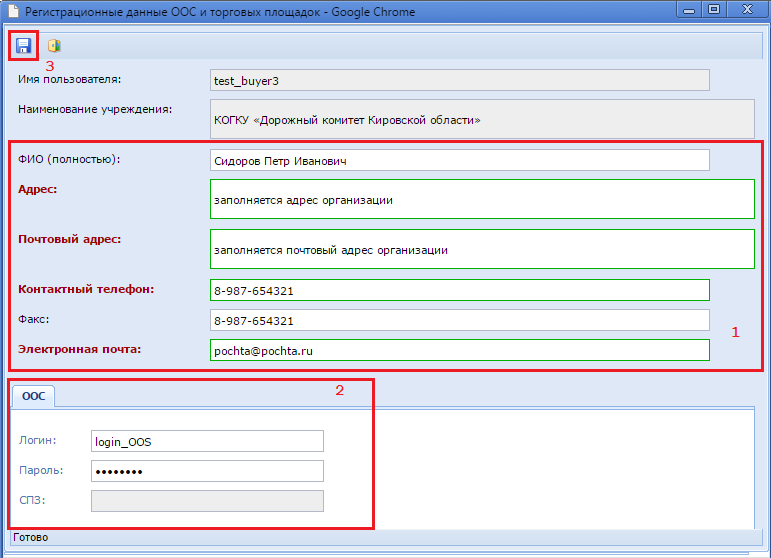 Регистрационные данные ООС и торговых площадок - Google Chrome
3
Имя пользователя: test_buyer3
Наименование учреждения: КОГКУ «Дорожный комитет Кировской области»
ФИО (полностью): Сидоров Петр Иванович
Адрес: заполняется адрес организации
Почтовый адрес: заполняется почтовый адрес организации
Контактный телефон: 8-987-654321
Факс: 8-987-654321
1
Электронная почта: pochta@pochta.ru
2
ООС
Логин: login_OOS
Пароль: ••••••••
СПЗ:
Готово